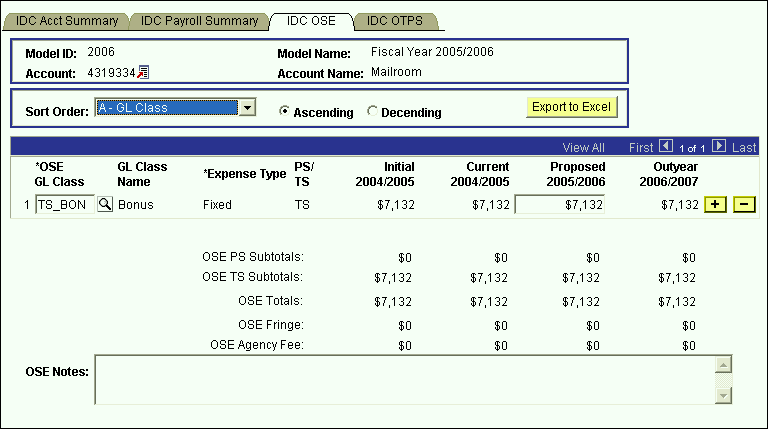 IDC Acct Summary IDC Payroll Summary IDC OSE IDC OTPS
Model ID: 2006 Model Name: Fiscal Year 2005/2006
Account: 4319334 Account Name: Mailroom
Sort Order: A - GL Class Ascending Decending Export to Excel
View All First 1 of 1 Last
*OSE GL Class PS/ Initial Current Proposed Outyear
GL Class Name *Expense Type TS 2004/2005 2004/2005 2005/2006 2006/2007
1 TS_BON Bonus Fixed TS $7,132 $7,132 $7,132 $7,132 + -
OSE PS Subtotals: $0 $0 $0 $0
OSE TS Subtotals: $7,132 $7,132 $7,132 $7,132
OSE Totals: $7,132 $7,132 $7,132 $7,132
OSE Fringe: $0 $0 $0 $0
OSE Agency Fee: $0 $0 $0 $0
OSE Notes: